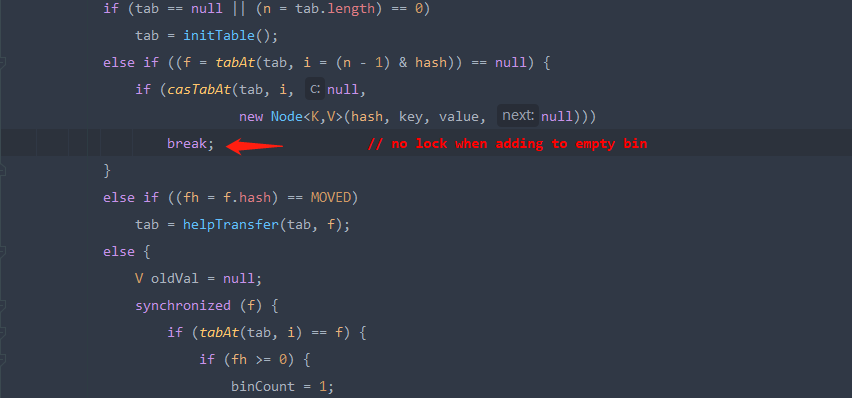 if (tab == null || (n = tab.length) == 0)
tab = initTable();
else if ((f = tabAt(tab, i = (n - 1) & hash)) == null) {
if (casTabAt(tab, i, c: null,
new Node<K,V>(hash, key, value, next: null)))
break; // no lock when adding to empty bin
}
else if ((fh = f.hash) == MOVED)
tab = helpTransfer(tab, f);
else {
V oldVal = null;
synchronized (f) {
if (tabAt(tab, i) == f) {
if (fh >= 0) {
binCount = 1;